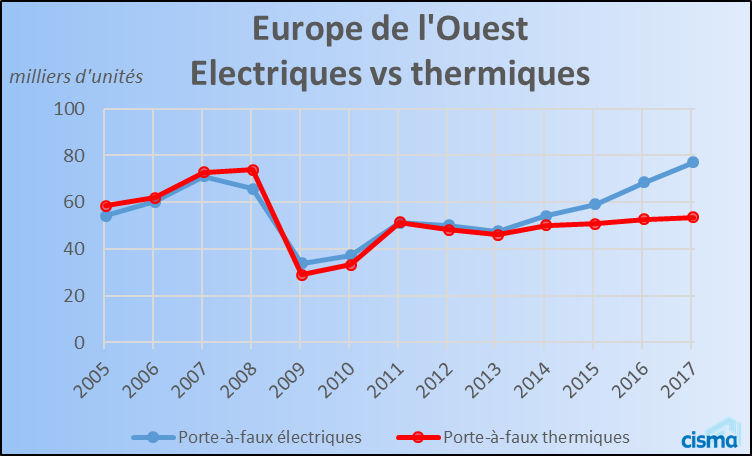 Europe de l'Ouest
Electriques vs thermiques
milliers d'unités
100
80
60
40
20
0
2005 2006 2007 2008 2009 2010 2011 2012 2013 2014 2015 2016 2017
Porte-à-faux électriques Porte-à-faux thermiques
cisma